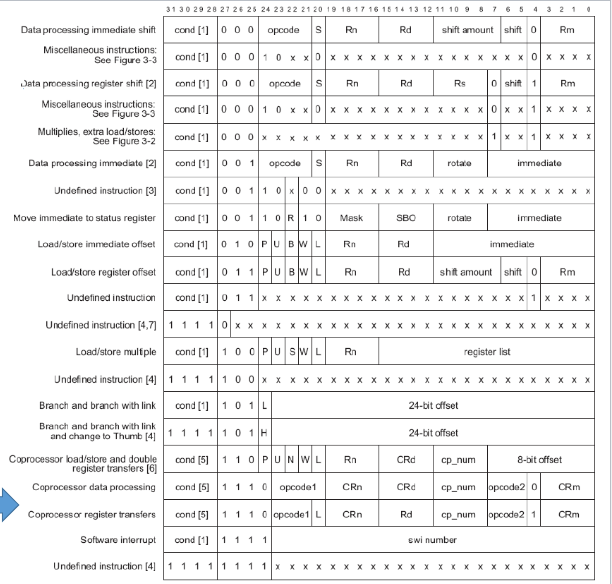 31 30 29 28 27 26 25 24 23 22 21 20 19 18 17 16 15 14 13 12 11 10 9 8 7 6 5 4 3 2 1 0
Data processing immediate shift cond [1] 0 0 0 opcode S Rn Rd shift amount shift 0 Rm
Miscellaneous instructions:
See Figure 3-3 cond [1] 0 0 0 1 0 x x 0 x x x x x x x x x x x x x x x 0 x x x x
Data processing register shift [2] cond [1] 0 0 0 opcode S Rn Rd Rs 0 shift 1 Rm
Miscellaneous instructions:
See Figure 3-3 cond [1] 0 0 0 1 0 x x 0 x x x x x x x x x x x x 0 x x 1 x x x x
Multiplies, extra load/stores:
See Figure 3-2 cond [1] 0 0 0 x x x x x x x x x x x x x x x x x 1 x x 1 x x x x
Data processing immediate [2] cond [1] 0 0 1 opcode S Rn Rd rotate immediate
Undefined instruction [3] cond [1] 0 0 1 1 0 x 0 0 x x x x x x x x x x x x x x x x x x x x
Move immediate to status register cond [1] 0 0 1 1 0 R 1 0 Mask SBO rotate immediate
Load/store immediate offset cond [1] 0 1 0 P U B W L Rn Rd immediate
Load/store register offset cond [1] 0 1 1 P U B W L Rn Rd shift amount shift 0 Rm
Undefined instruction cond [1] 0 1 1 x x x x x x x x x x x x x x x x x x x x 1 x x x x
Undefined instruction [4,7] 1 1 1 1 0 x x x x x x x x x x x x x x x x x x x x x x x x x x x
Load/store multiple cond [1] 1 0 0 P U S W L Rn register list
Undefined instruction [4] 1 1 1 1 1 0 0 x x x x x x x x x x x x x x x x x x x x x x x x x
Branch and branch with link cond [1] 1 0 1 L 24-bit offset
Branch and branch with link
and change to Thumb [4] 1 1 1 1 1 0 1 H 24-bit offset
Coprocessor load/store and double
register transfers [6] cond [5] 1 1 0 P U N W L Rn CRd cp_num 8-bit offset
Coprocessor data processing cond [5] 1 1 1 0 opcode1 CRn CRd cp_num opcode2 0 CRm
Coprocessor register transfers cond [5] 1 1 1 0 opcode1 L CRn Rd cp_num opcode2 1 CRm
Software interrupt cond [1] 1 1 1 1 swi number
Undefined instruction [4] 1 1 1 1 1 1 1 1 x x x x x x x x x x x x x x x x x x x x x x x x